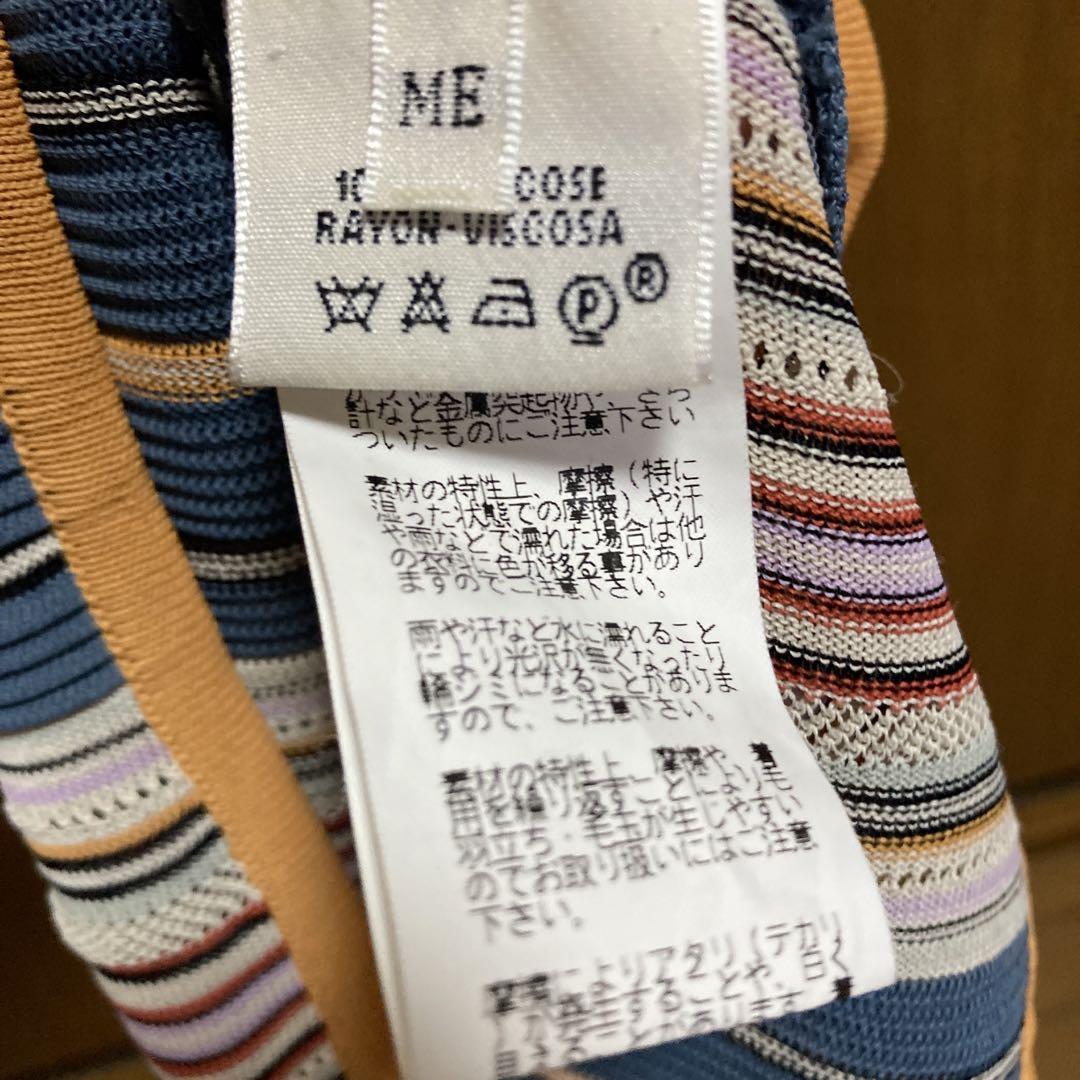 ME
10 COSE
RAYON-VISCOSA
P R
計など金属突起物や、ざら
ついたものにご注意下さい
素材の特性上、摩擦(特に
湿った状態での摩擦)や汗
や雨などで濡れた場合は他
の衣類に色が移る事があり
ますのでご注意下さい。
雨や汗など水に濡れること
により光沢が無くなったり
輪ジミになることがありま
すので、ご注意下さい。
素材の特性上、摩擦や、着
用を繰り返すことにより毛
羽立ち・毛玉が生じやすい
のでお取り扱いにはご注意
下さい。
摩擦によりアタリ(テカリ